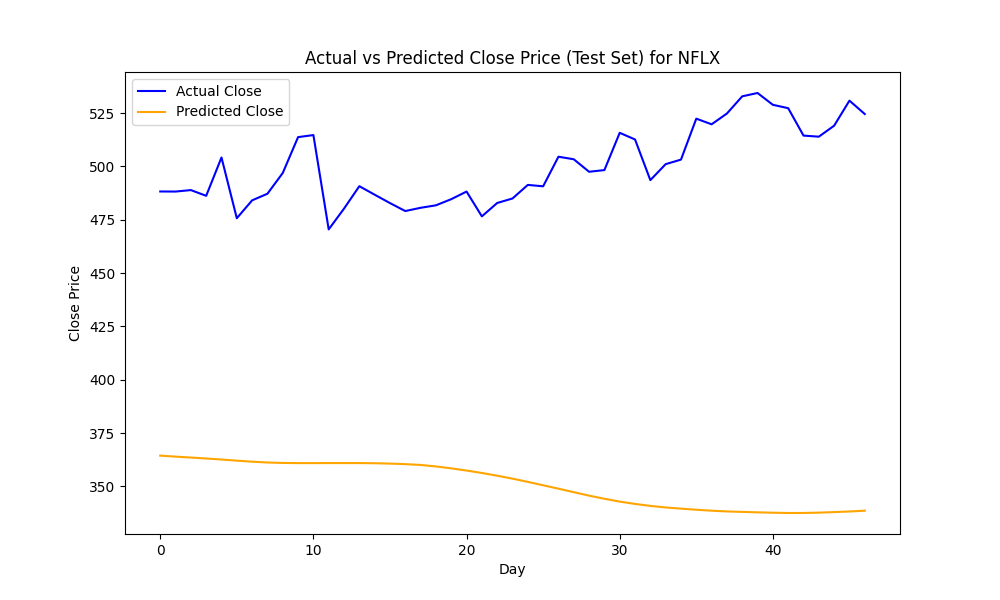 Actual vs Predicted Close Price (Test Set) for NFLX
Actual Close
Predicted Close
525
500
475
450
425
400
375
350
Close Price
0 10 20 30 40
Day